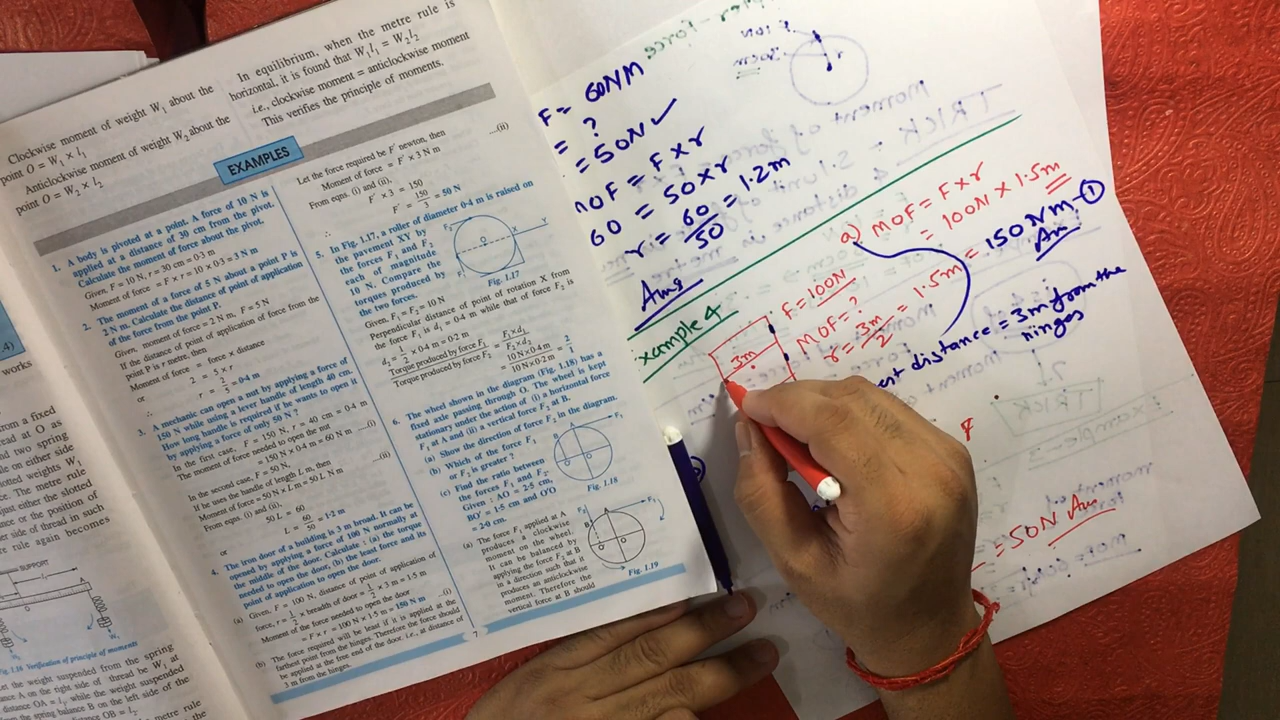 Clockwise moment of weight W₁ about the
point O = W₁ × l₁
Anticlockwise moment of weight W₂ about the
point O = W₂ × l₂
In equilibrium, when the metre rule is
horizontal, it is found that W₁l₁ = W₂l₂
i.e., clockwise moment = anticlockwise moment
This verifies the principle of moments.
EXAMPLES
1. A body is pivoted at a point. A force of 10 N is
applied at a distance of 30 cm from the pivot.
Calculate the moment of force about the pivot.
Given, F = 10 N, r = 30 cm = 0·3 m
Moment of force = F × r = 10 × 0·3 = 3 N m
2. The moment of a force of 5 N about a point P is
2 N m. Calculate the distance of point of application
of the force from the point P.
Given, moment of force = 2 N m, F = 5 N
If the distance of point of application of force from the
point P is r metre, then
Moment of force = force × distance
2 = 5 × r
or r = 2/5 = 0·4 m
3. A mechanic can open a nut by applying a force of
150 N while using a lever handle of length 40 cm.
How long handle is required if he wants to open it
by applying a force of only 50 N ?
In the first case, F = 150 N, r = 40 cm = 0·4 m
The moment of force needed to open the nut
= 150 N × 0·4 m = 60 N m ....(i)
In the second case, F = 50 N,
If he uses the handle of length L m, then
Moment of force = 50 N × L m = 50 L N m ...(ii)
From eqns. (i) and (ii),
50 L = 60
or L = 60/50 = 1·2 m
4. The iron door of a building is 3 m broad. It can be
opened by applying a force of 100 N normally at
the middle of the door. Calculate : (a) the torque
needed to open the door, (b) the least force and its
point of application to open the door.
(a) Given, F = 100 N, distance of point of application of
force, r = 1/2 × breadth of door = 1/2 × 3 m = 1·5 m
Moment of the force needed to open the door
= F × r = 100 N × 1·5 m = 150 N m ...(i)
(b) The force required will be least if it is applied at the
farthest point from the hinges. Therefore the force should
be applied at the free end of the door, i.e., at distance of
3 m from the hinges.
Let the force required be F′ newton, then
Moment of force = F′ × 3 N m ....(ii)
From eqns. (i) and (ii),
F′ × 3 = 150
∴ F′ = 150/3 = 50 N
5. In Fig. 1.17, a roller of diameter 0·4 m is raised on
the pavement XY by
the forces F₁ and F₂
each of magnitude
10 N. Compare the
torques produced by
the two forces.
Fig. 1.17
Given, F₁ = F₂ = 10 N
Perpendicular distance of point of rotation X from
the force F₁ is d₁ = 0·4 m while that of force F₂ is
d₂ = 1/2 × 0·4 m = 0·2 m
Torque produced by force F₁ / Torque produced by force F₂ = F₁×d₁ / F₂×d₂
= 10 N×0·4 m / 10 N×0·2 m = 2/1
6. The wheel shown in the diagram (Fig. 1.18) has a
fixed axle passing through O. The wheel is kept
stationary under the action of (i) a horizontal force
F₁ at A and (ii) a vertical force F₂ at B.
(a) Show the direction of force F₂ in the diagram.
(b) Which of the force F₁
or F₂ is greater ?
(c) Find the ratio between
the forces F₁ and F₂.
Given : AO = 2·5 cm,
BO′ = 1·5 cm and O′O
= 2·0 cm.
Fig. 1.18
(a) The force F₁ applied at A
produces a clockwise
moment on the wheel.
It can be balanced by
applying the force F₂ at B
in a direction such that it
produces an anticlockwise
moment. Therefore the
vertical force at B should
Fig. 1.19
7
SUPPORT
Fig. 1.16 Verification of principle of moments
F = 60NM
= ?
= 50N ✓
MOF = F × r
60 = 50 × r
r = 60/50 = 1.2m
Ans
xample 4
3m
F = 100N
MOF = ?
r = 3m/2 = 1.5m
a) MOF = F × r
= 100N × 1.5m
= 150 Nm - ①
Ans
distance = 3m from the
hinges
= 50N Ans